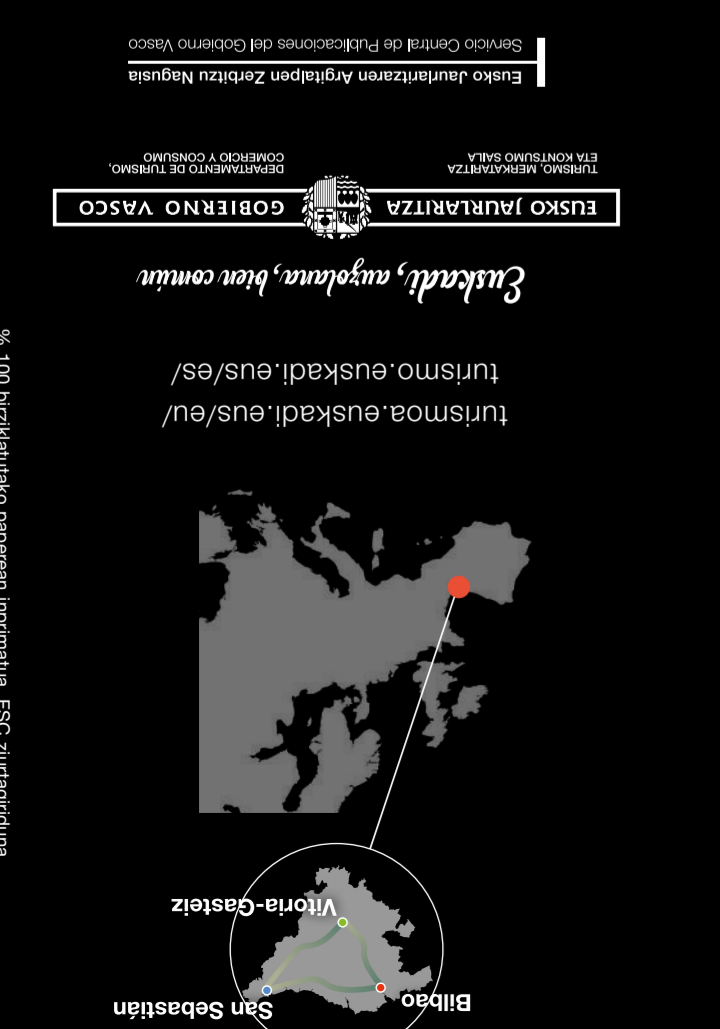 Bilbao
San Sebastián
Vitoria-Gasteiz
turismoa.euskadi.eus/eu/
turismo.euskadi.eus/es/
Euskadi, auzolana, bien común
EUSKO JAURLARITZA
GOBIERNO VASCO
TURISMO, MERKATARITZA
ETA KONTSUMO SAILA
DEPARTAMENTO DE TURISMO,
COMERCIO Y CONSUMO
Eusko Jaurlaritzaren Argitalpen Zerbitzu Nagusia
Servicio Central de Publicaciones del Gobierno Vasco
% 100 birziklatutako paperean inprimatua. FSC ziurtagiriduna